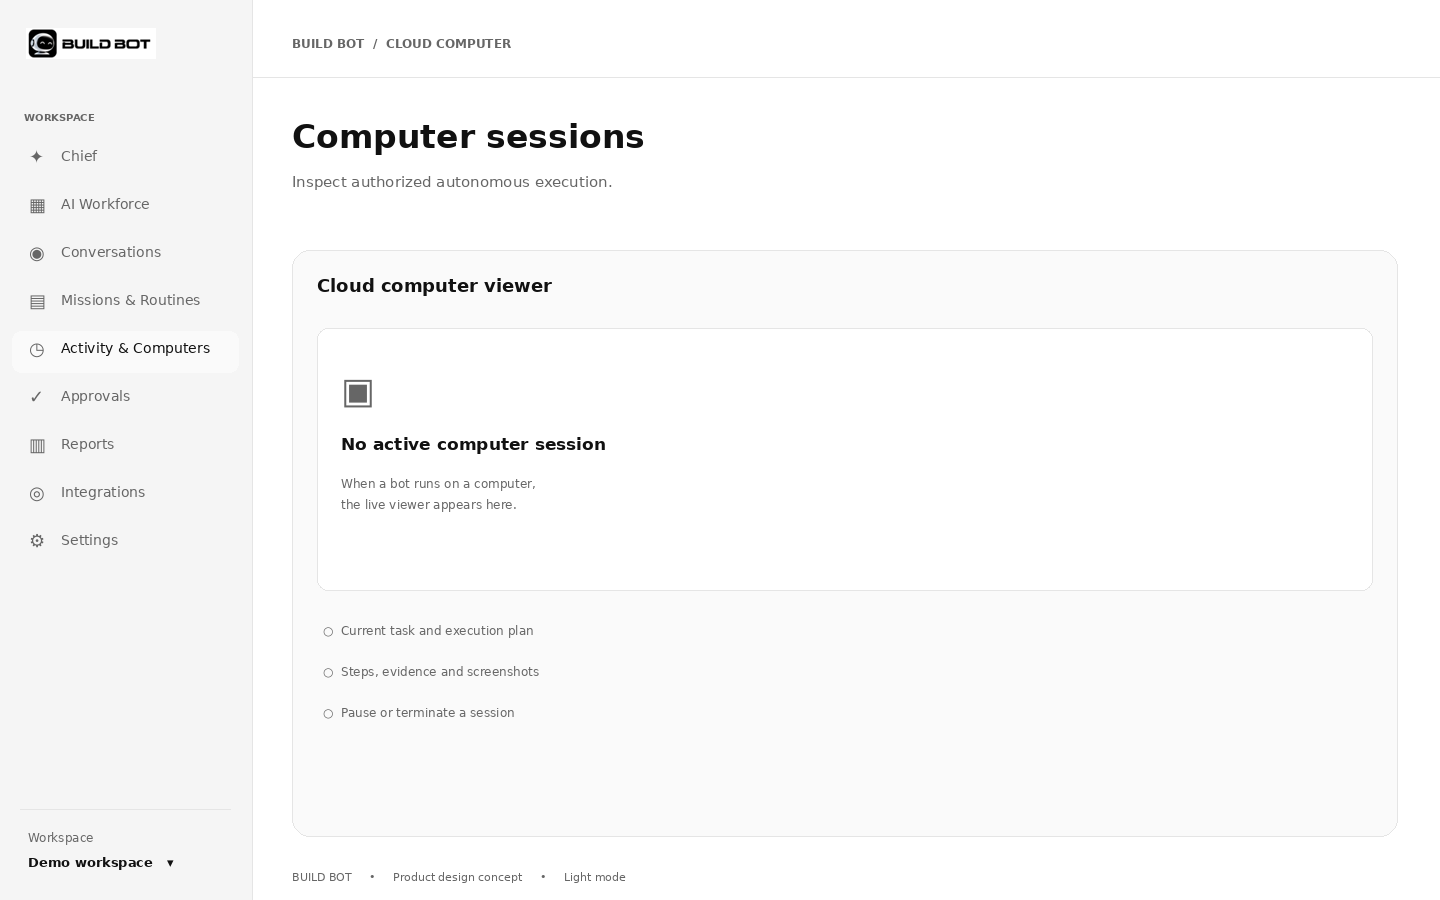 BUILD BOT
WORKSPACE
Chief
AI Workforce
Conversations
Missions & Routines
Activity & Computers
Approvals
Reports
Integrations
Settings
Workspace
Demo workspace ▾
BUILD BOT / CLOUD COMPUTER
Computer sessions
Inspect authorized autonomous execution.
Cloud computer viewer
No active computer session
When a bot runs on a computer,
the live viewer appears here.
Current task and execution plan
Steps, evidence and screenshots
Pause or terminate a session
BUILD BOT • Product design concept • Light mode